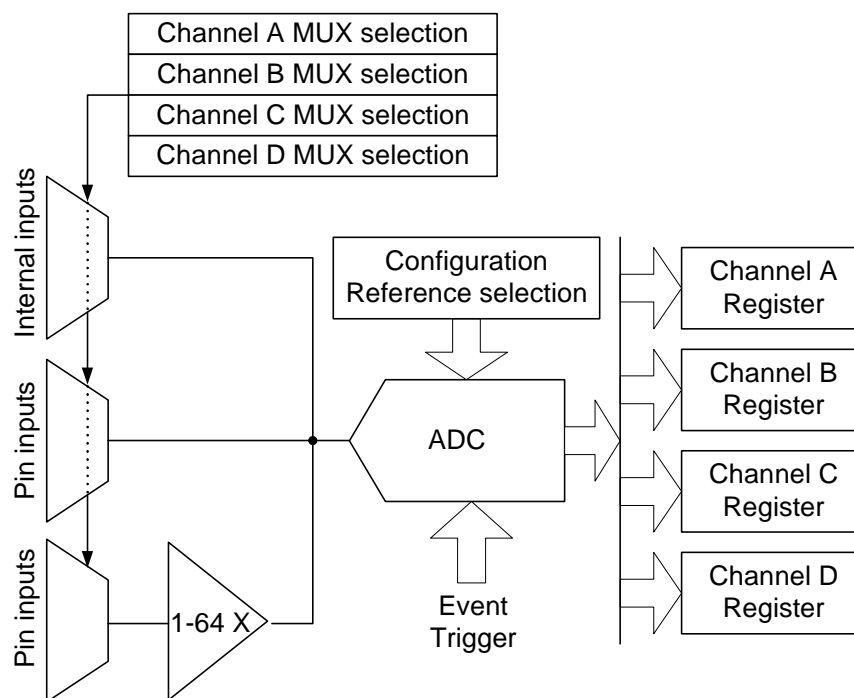 Channel A MUX selection
Channel B MUX selection
Channel C MUX selection
Channel D MUX selection
Internal inputs
Pin inputs
Pin inputs
1-64 X
Configuration
Reference selection
ADC
Event
Trigger
Channel A
Register
Channel B
Register
Channel C
Register
Channel D
Register